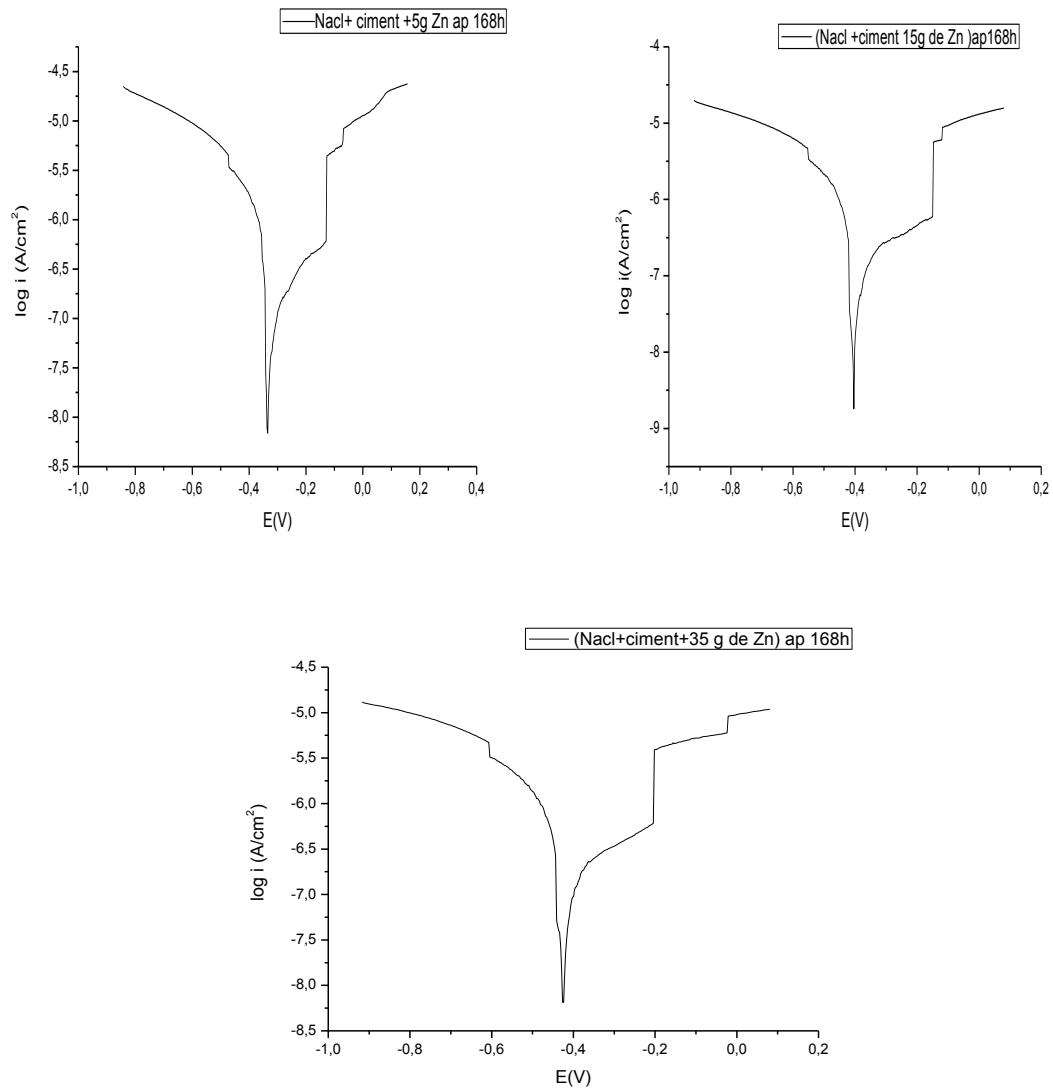 Nacl+ ciment +5g Zn ap 168h
-4,5
-5,0
-5,5
-6,0
-6,5
-7,0
-7,5
-8,0
-8,5
log i (A/cm²)
-1,0 -0,8 -0,6 -0,4 -0,2 0,0 0,2 0,4
E(V)
(Nacl +ciment 15g de Zn )ap168h
-4
-5
-6
-7
-8
-9
log i(A/cm²)
-1,0 -0,8 -0,6 -0,4 -0,2 0,0 0,2
E(V)
(Nacl+ciment+35 g de Zn) ap 168h
-4,5
-5,0
-5,5
-6,0
-6,5
-7,0
-7,5
-8,0
-8,5
log i (A/cm²)
-1,0 -0,8 -0,6 -0,4 -0,2 0,0 0,2
E(V)